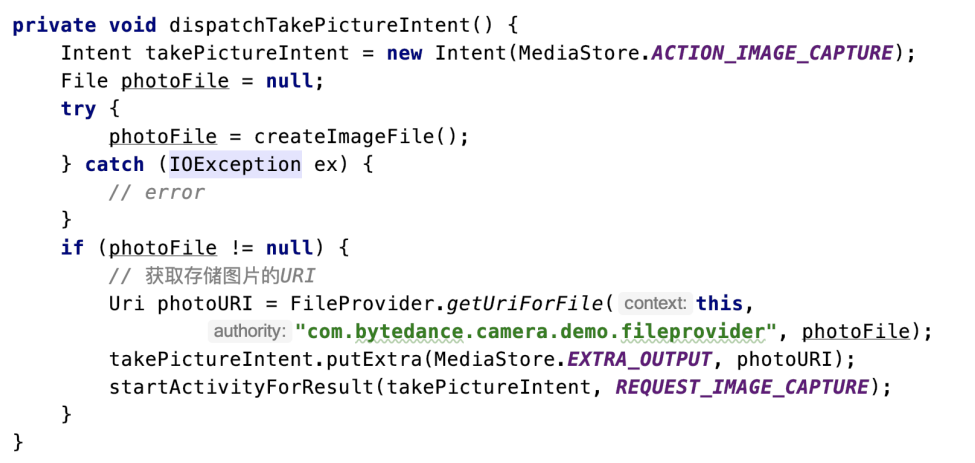 private void dispatchTakePictureIntent() {
    Intent takePictureIntent = new Intent(MediaStore.ACTION_IMAGE_CAPTURE);
    File photoFile = null;
    try {
        photoFile = createImageFile();
    } catch (IOException ex) {
        // error
    }
    if (photoFile != null) {
        // 获取存储图片的URI
        Uri photoURI = FileProvider.getUriForFile( context: this,
                authority: "com.bytedance.camera.demo.fileprovider", photoFile);
        takePictureIntent.putExtra(MediaStore.EXTRA_OUTPUT, photoURI);
        startActivityForResult(takePictureIntent, REQUEST_IMAGE_CAPTURE);
    }
}